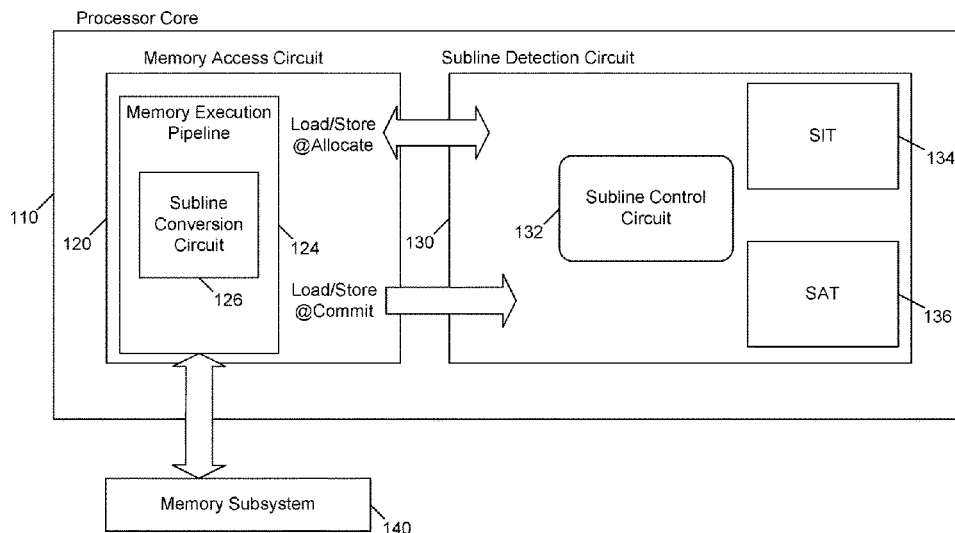 Processor Core
Memory Access Circuit
Subline Detection Circuit
Memory Execution
Pipeline
Load/Store
@Allocate
SIT
134
Subline
Conversion
Circuit
Subline Control
Circuit
110
120
124
130
132
126
Load/Store
@Commit
SAT
136
Memory Subsystem
140